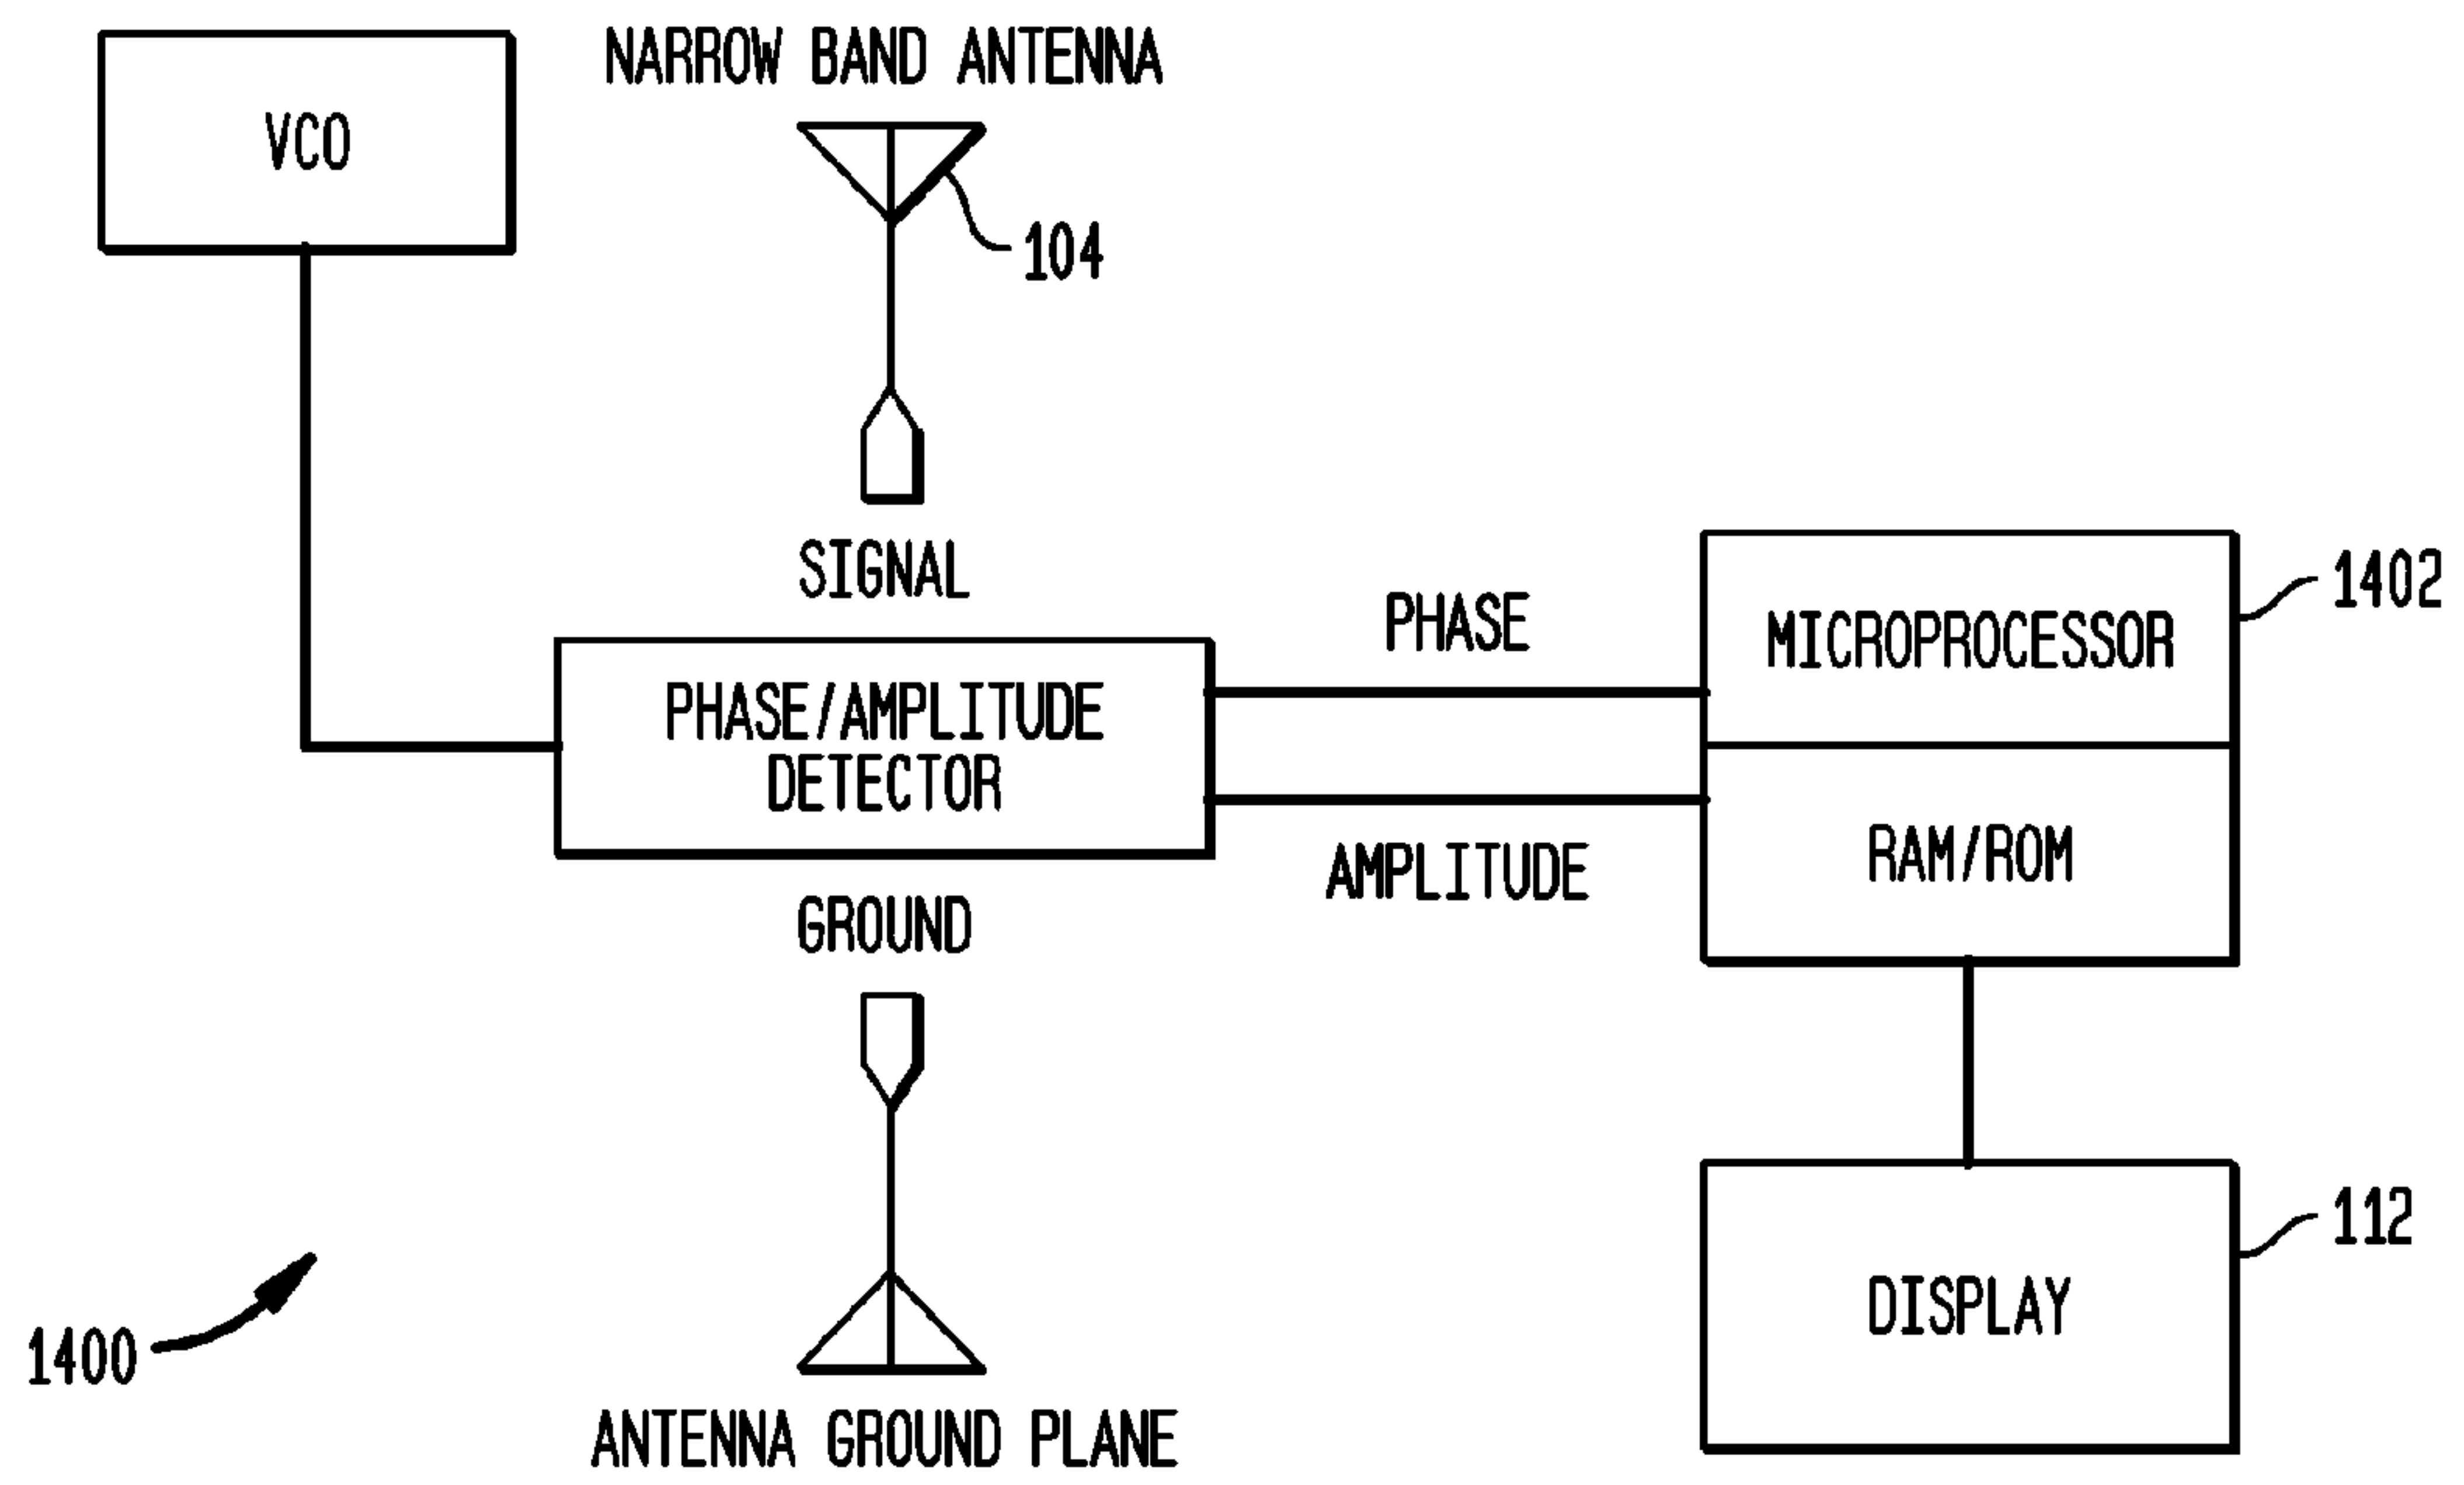 VCO
NARROW BAND ANTENNA
104
SIGNAL
PHASE/AMPLITUDE
DETECTOR
GROUND
ANTENNA GROUND PLANE
PHASE
AMPLITUDE
MICROPROCESSOR
1402
RAM/ROM
DISPLAY
112
1400